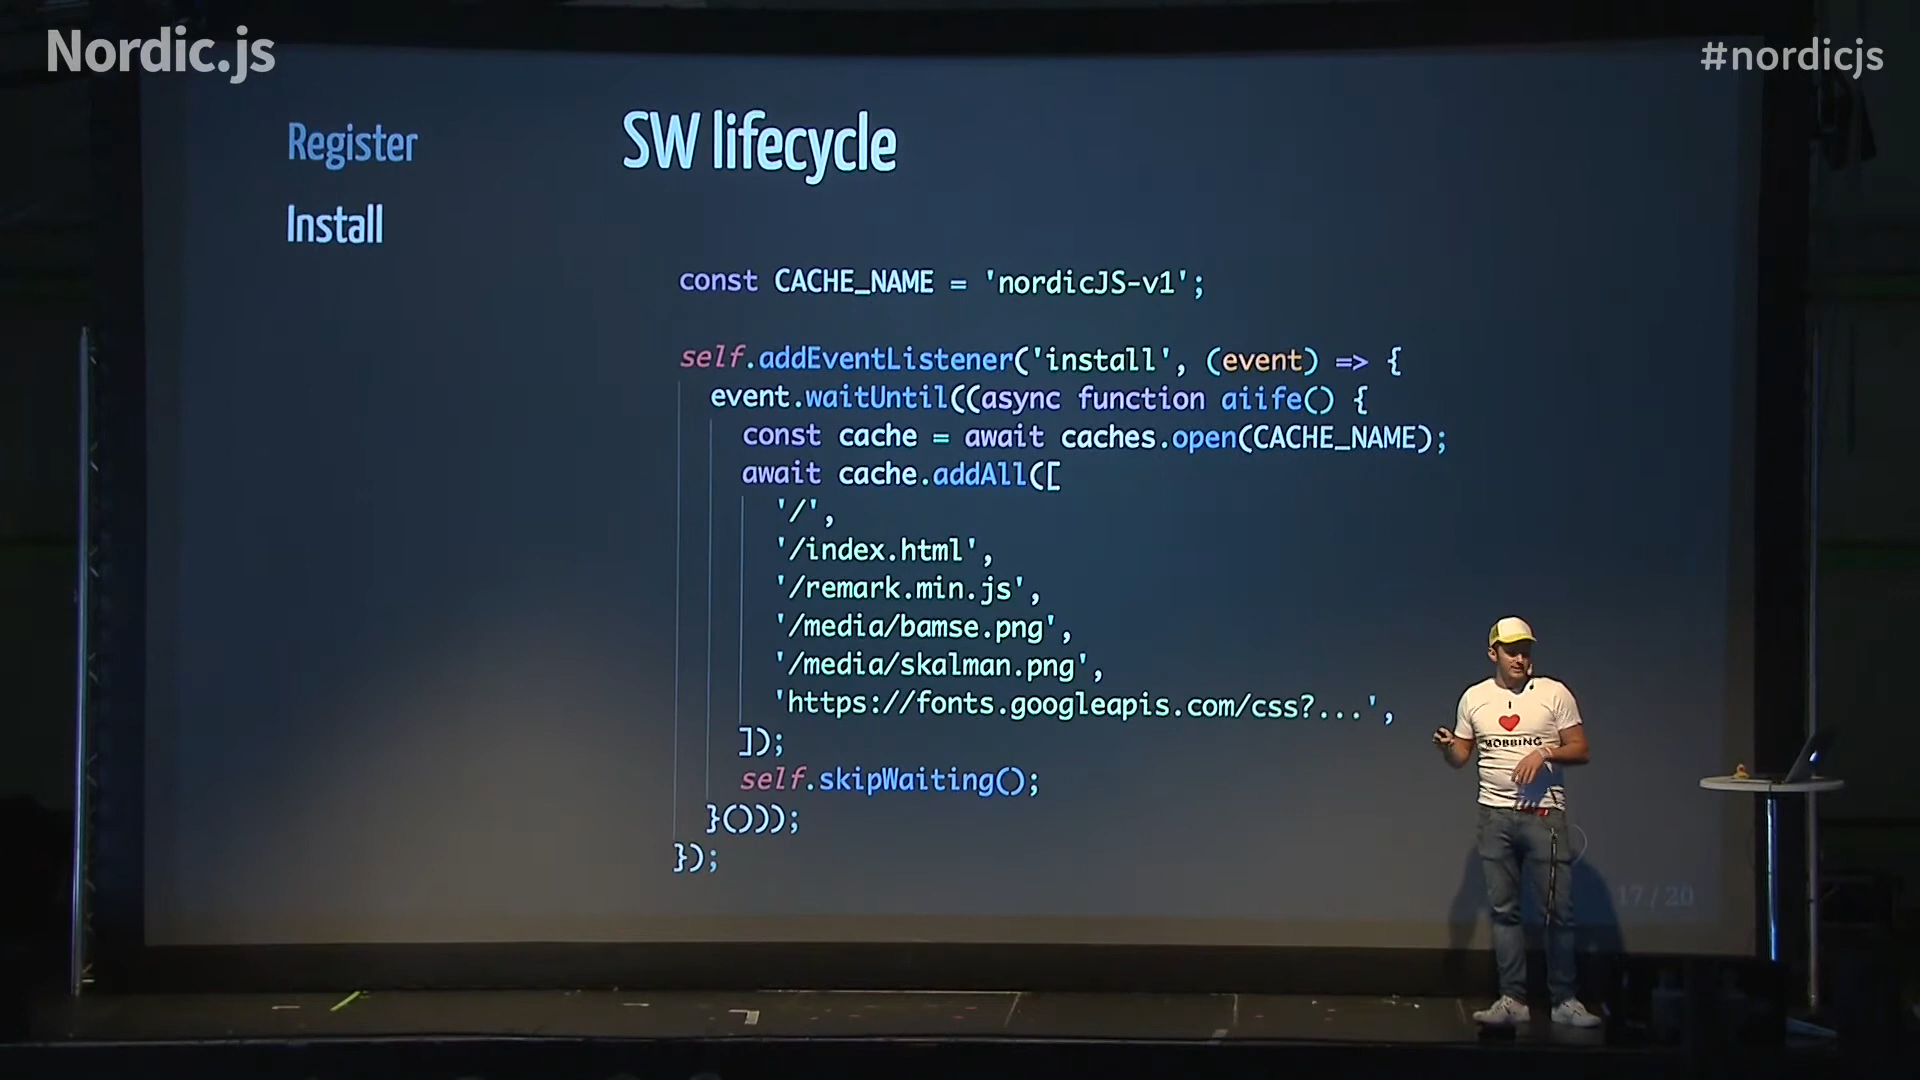 Nordic.js
#nordicjs
Register
Install
SW lifecycle
const CACHE_NAME = 'nordicJS-v1';
self.addEventListener('install', (event) => {
event.waitUntil((async function aiife() {
const cache = await caches.open(CACHE_NAME);
await cache.addAll([
'/',
'/index.html',
'/remark.min.js',
'/media/bamse.png',
'/media/skalman.png',
'https://fonts.googleapis.com/css?...',
]);
self.skipWaiting();
}()));
});
I
MOBBING
17 / 20